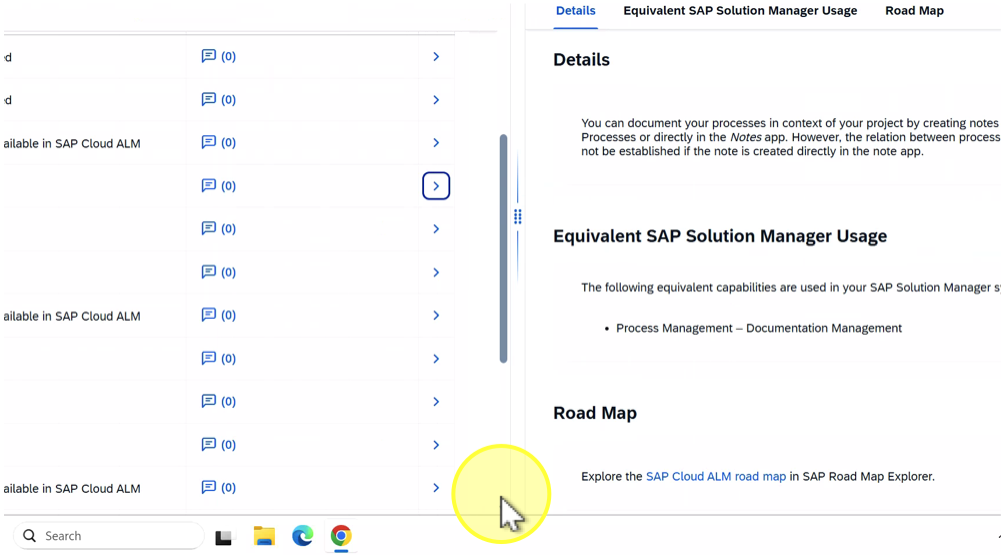 Details Equivalent SAP Solution Manager Usage Road Map
ed (0)
ed (0)
ailable in SAP Cloud ALM (0)
(0)
(0)
(0)
ailable in SAP Cloud ALM (0)
(0)
(0)
(0)
ailable in SAP Cloud ALM (0)
Details
You can document your processes in context of your project by creating notes
Processes or directly in the Notes app. However, the relation between process
not be established if the note is created directly in the note app.
Equivalent SAP Solution Manager Usage
The following equivalent capabilities are used in your SAP Solution Manager s
• Process Management – Documentation Management
Road Map
Explore the SAP Cloud ALM road map in SAP Road Map Explorer.
Search